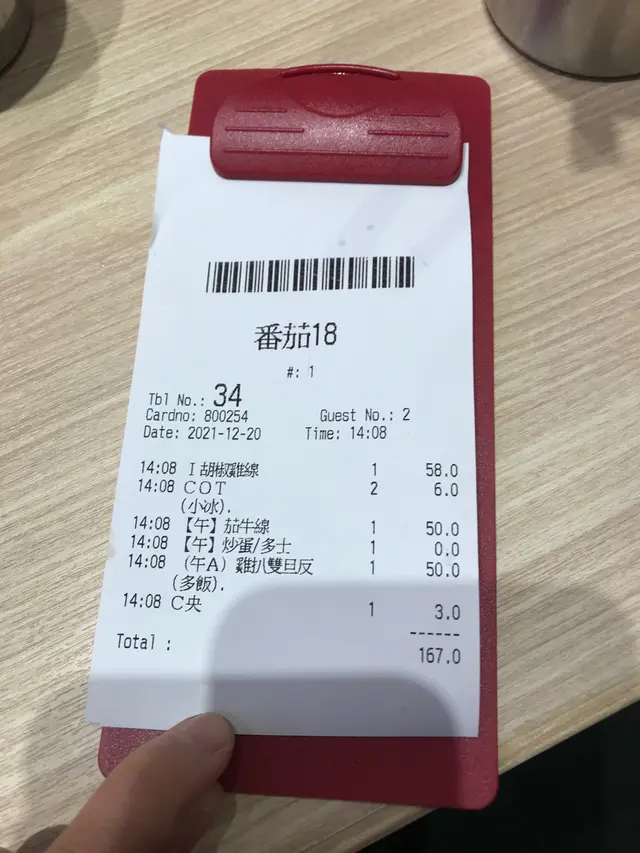 番茄18
#: 1
Tbl No.: 34
Cardno: 800254 Guest No.: 2
Date: 2021-12-20 Time: 14:08
14:08 I 胡椒雞線 1 58.0
14:08 COT 2 6.0
(小冰).
14:08 【午】茄牛線 1 50.0
14:08 【午】炒蛋/多士 1 0.0
14:08 (午A) 雞扒雙旦反 1 50.0
(多飯).
14:08 C央 1 3.0
------
Total : 167.0